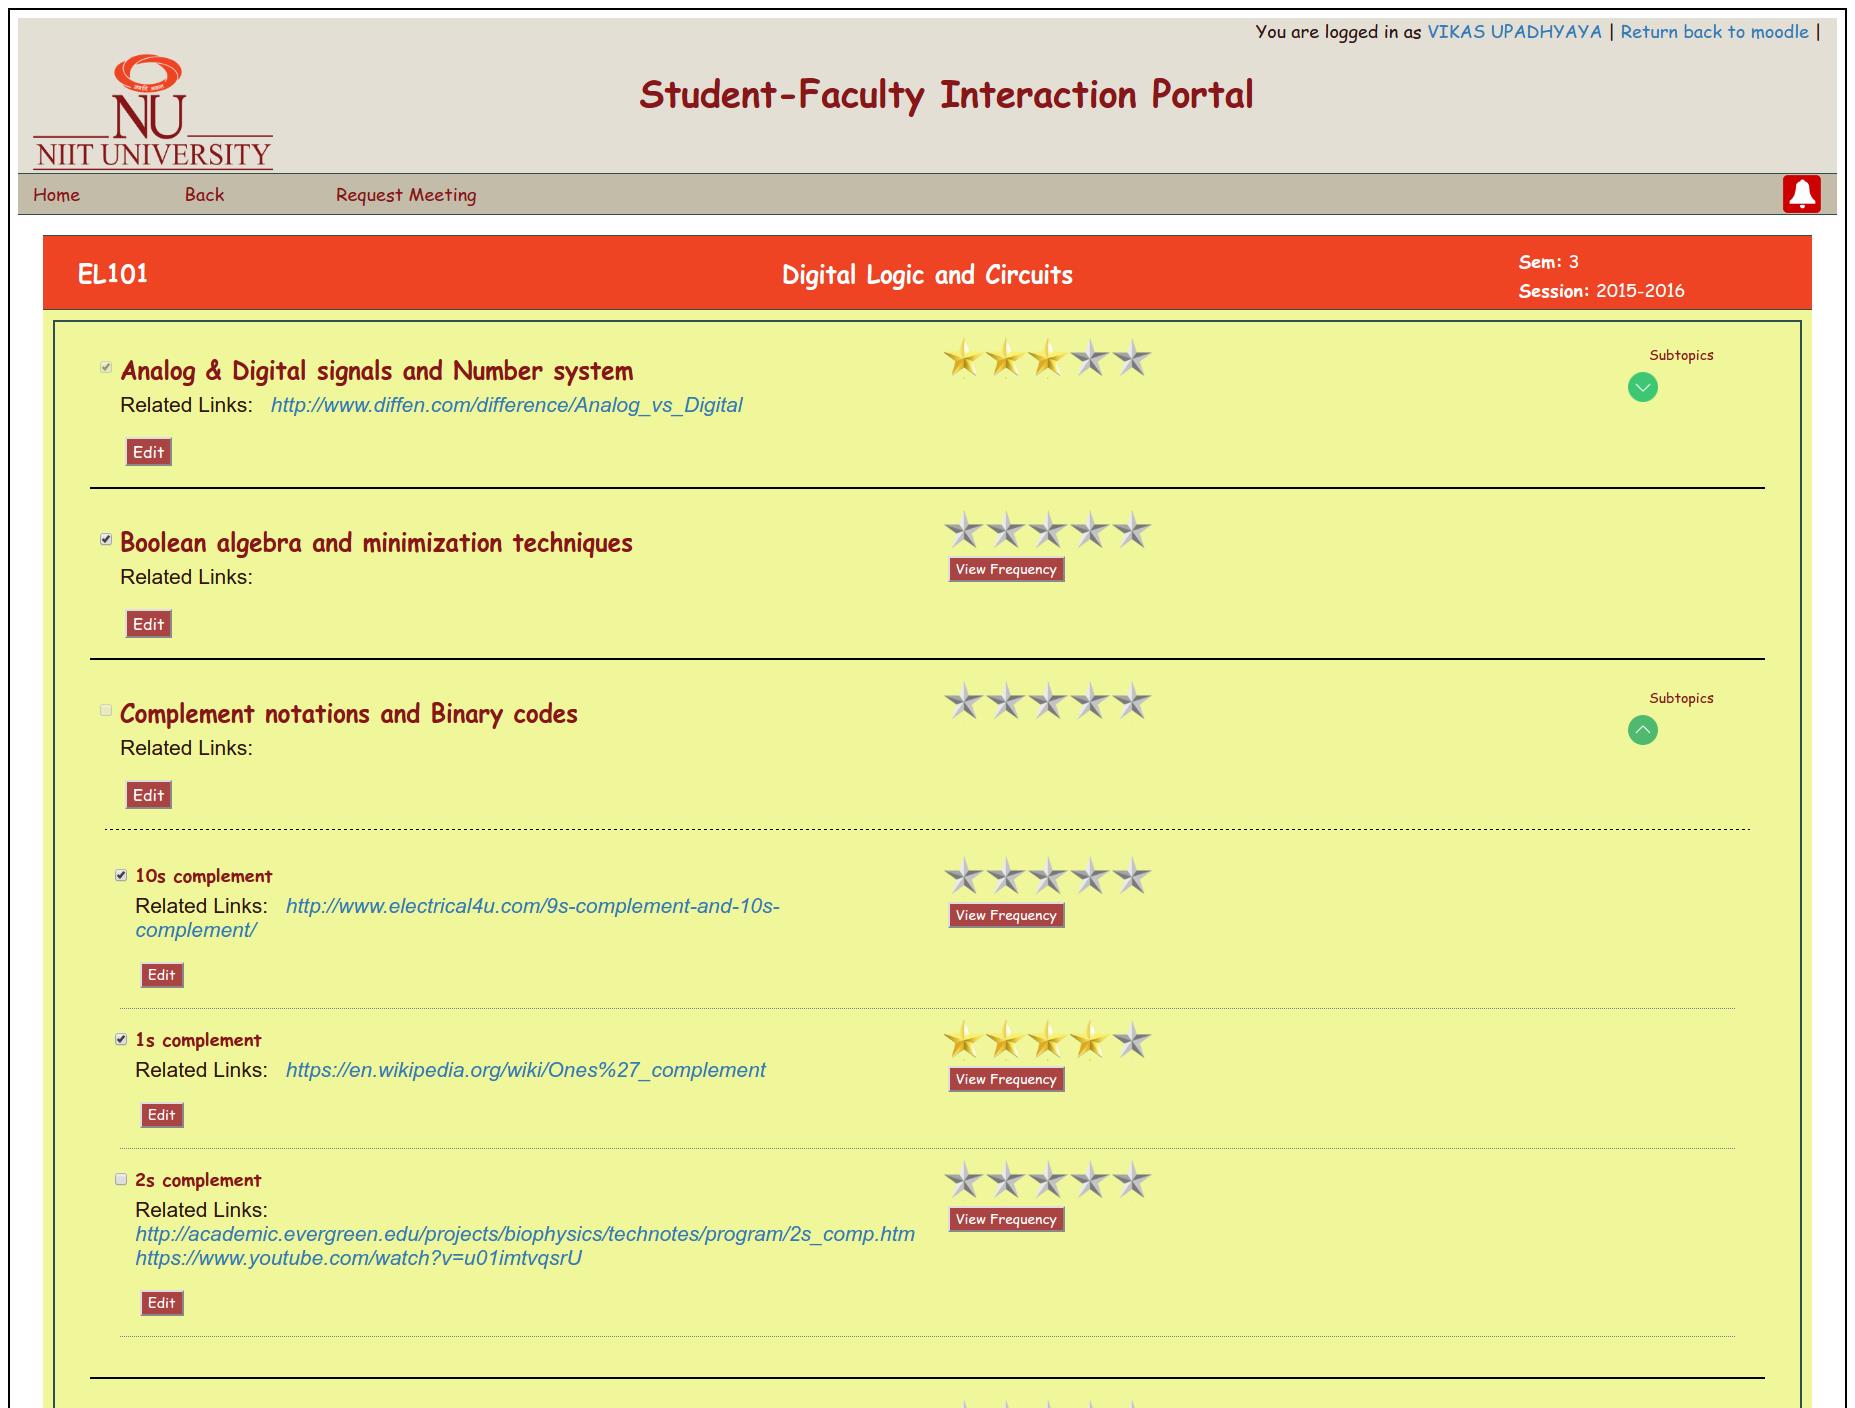 You are logged in as VIKAS UPADHYAYA | Return back to moodle |
Student-Faculty Interaction Portal
NU
NIIT UNIVERSITY
Home Back Request Meeting
EL101 Digital Logic and Circuits
Sem: 3
Session: 2015-2016
Analog & Digital signals and Number system
Subtopics
Related Links: http://www.diffen.com/difference/Analog_vs_Digital
Edit
Boolean algebra and minimization techniques
View Frequency
Related Links:
Edit
Complement notations and Binary codes
Subtopics
Related Links:
Edit
10s complement
Related Links: http://www.electrical4u.com/9s-complement-and-10s-
complement/
View Frequency
Edit
1s complement
Related Links: https://en.wikipedia.org/wiki/Ones%27_complement
View Frequency
Edit
2s complement
Related Links:
http://academic.evergreen.edu/projects/biophysics/technotes/program/2s_comp.htm
https://www.youtube.com/watch?v=u01imtvqsrU
View Frequency
Edit